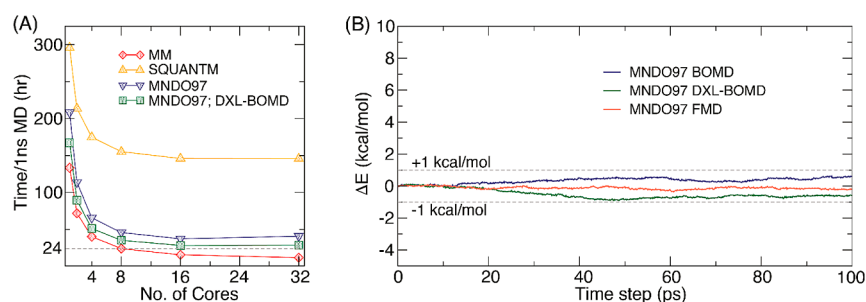 (A)
Time/1ns MD (hr)
300
200
100
24
4 8 16 32
No. of Cores
MM
SQUANTM
MNDO97
MNDO97; DXL-BOMD
(B)
ΔE (kcal/mol)
10
8
6
4
2
0
-2
-4
0 20 40 60 80 100
Time step (ps)
MNDO97 BOMD
MNDO97 DXL-BOMD
MNDO97 FMD
+1 kcal/mol
-1 kcal/mol